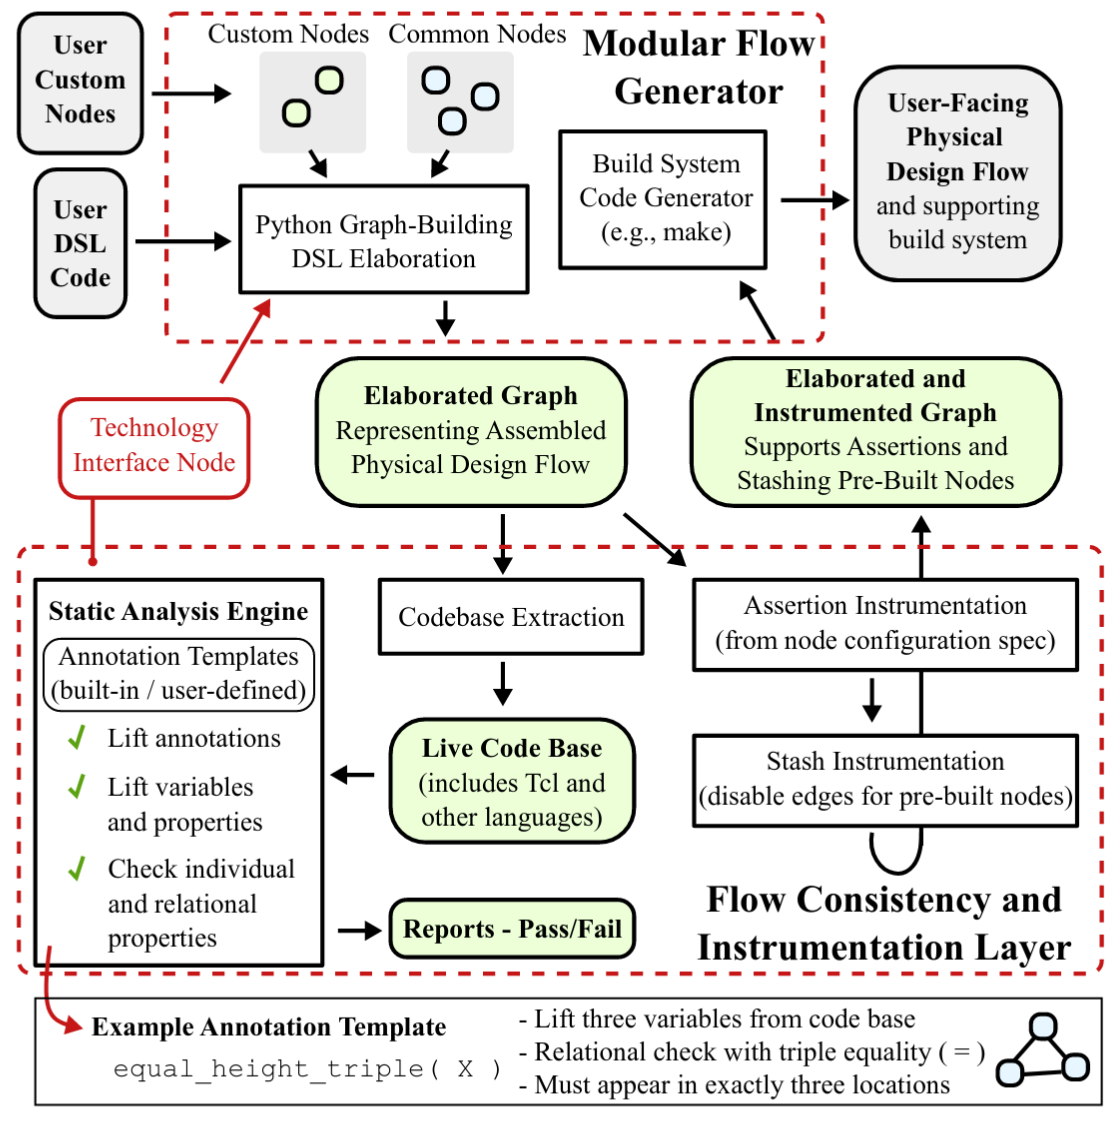 User
Custom
Nodes
User
DSL
Code
Custom Nodes
Common Nodes
Modular Flow
Generator
Python Graph-Building
DSL Elaboration
Build System
Code Generator
(e.g., make)
User-Facing
Physical
Design Flow
and supporting
build system
Technology
Interface Node
Elaborated Graph
Representing Assembled
Physical Design Flow
Elaborated and
Instrumented Graph
Supports Assertions and
Stashing Pre-Built Nodes
Static Analysis Engine
Annotation Templates
(built-in / user-defined)
Lift annotations
Lift variables
and properties
Check individual
and relational
properties
Codebase Extraction
Live Code Base
(includes Tcl and
other languages)
Reports - Pass/Fail
Assertion Instrumentation
(from node configuration spec)
Stash Instrumentation
(disable edges for pre-built nodes)
Flow Consistency and
Instrumentation Layer
Example Annotation Template
equal_height_triple( X )
- Lift three variables from code base
- Relational check with triple equality ( = )
- Must appear in exactly three locations